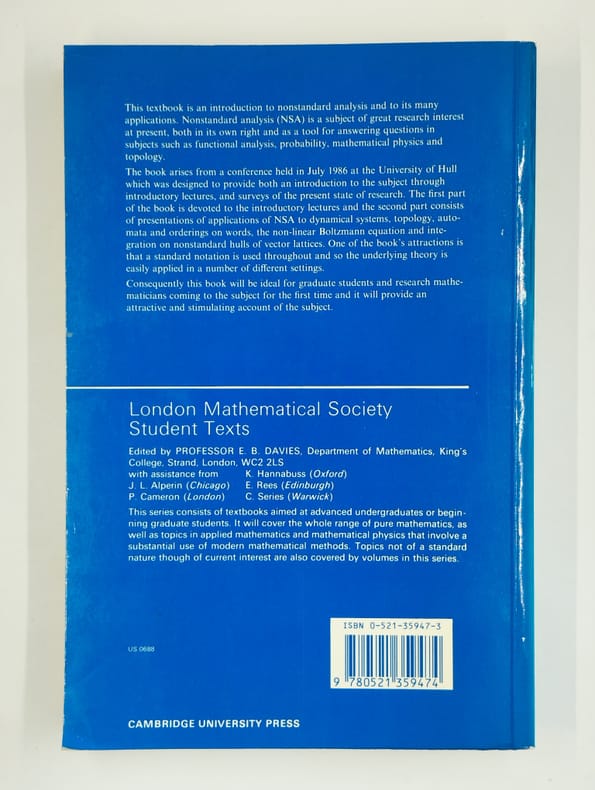 This textbook is an introduction to nonstandard analysis and to its many
applications. Nonstandard analysis (NSA) is a subject of great research interest
at present, both in its own right and as a tool for answering questions in
subjects such as functional analysis, probability, mathematical physics and
topology.
The book arises from a conference held in July 1986 at the University of Hull
which was designed to provide both an introduction to the subject through
introductory lectures, and surveys of the present state of research. The first part
of the book is devoted to the introductory lectures and the second part consists
of presentations of applications of NSA to dynamical systems, topology, auto-
mata and orderings on words, the non-linear Boltzmann equation and inte-
gration on nonstandard hulls of vector lattices. One of the book's attractions is
that a standard notation is used throughout and so the underlying theory is
easily applied in a number of different settings.
Consequently this book will be ideal for graduate students and research mathe-
maticians coming to the subject for the first time and it will provide an
attractive and stimulating account of the subject.
London Mathematical Society
Student Texts
Edited by PROFESSOR E. B. DAVIES, Department of Mathematics, King's
College, Strand, London, WC2 2LS
with assistance from K. Hannabuss (Oxford)
J. L. Alperin (Chicago) E. Rees (Edinburgh)
P. Cameron (London) C. Series (Warwick)
This series consists of textbooks aimed at advanced undergraduates or begin-
ning graduate students. It will cover the whole range of pure mathematics, as
well as topics in applied mathematics and mathematical physics that involve a
substantial use of modern mathematical methods. Topics not of a standard
nature though of current interest are also covered by volumes in this series.
ISBN 0-521-35947-3
9 780521 359474
US 0688
CAMBRIDGE UNIVERSITY PRESS